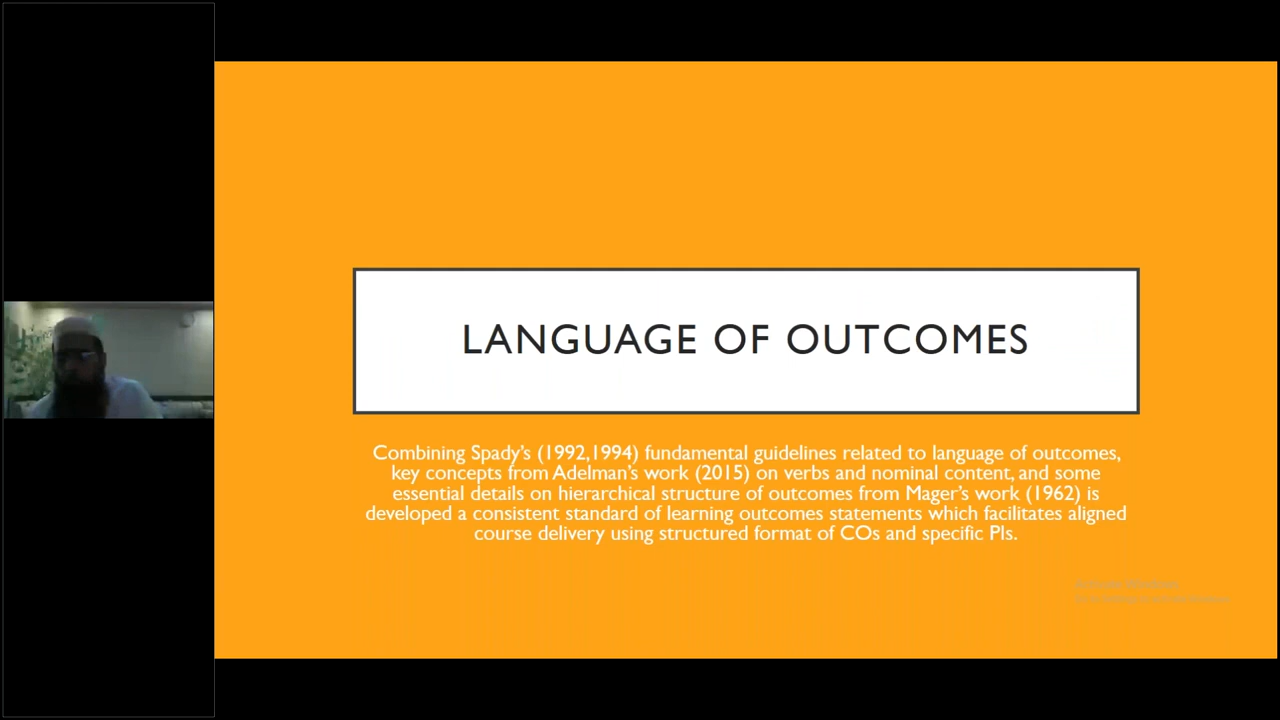 LANGUAGE OF OUTCOMES
Combining Spady's (1992,1994) fundamental guidelines related to language of outcomes,
key concepts from Adelman's work (2015) on verbs and nominal content, and some
essential details on hierarchical structure of outcomes from Mager's work (1962) is
developed a consistent standard of learning outcomes statements which facilitates aligned
course delivery using structured format of COs and specific PIs.